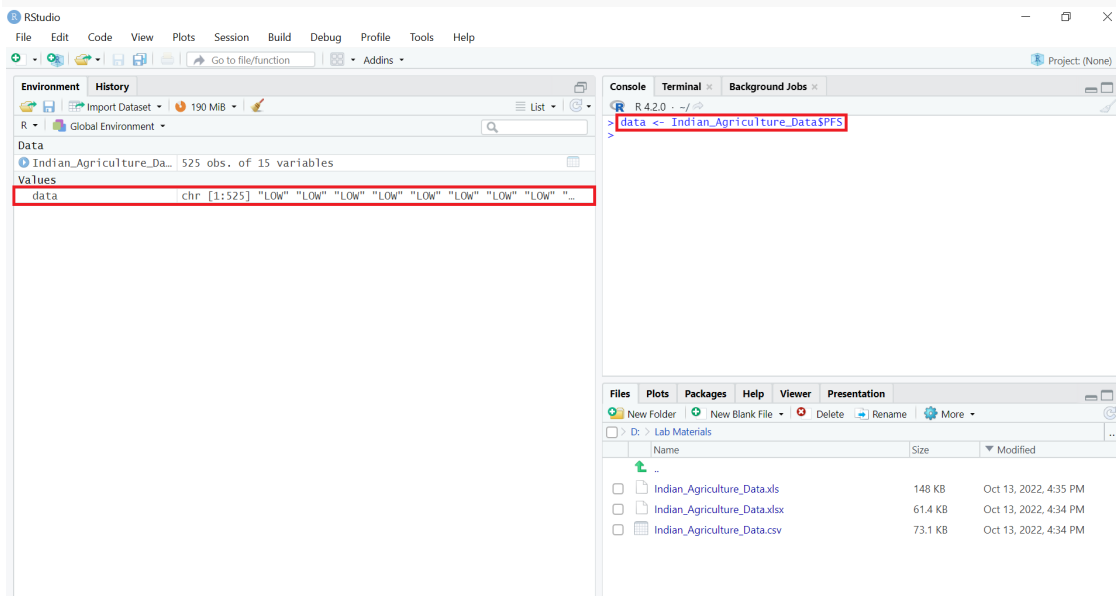 RStudio
File Edit Code View Plots Session Build Debug Profile Tools Help
Go to file/function Addins Project: (None)
Environment History
Import Dataset 190 MiB List
R Global Environment
Data
Indian_Agriculture_Da… 525 obs. of 15 variables
Values
data chr [1:525] "LOW" "LOW" "LOW" "LOW" "LOW" "LOW" "LOW" "LOW" "…
Console Terminal Background Jobs
R 4.2.0 · ~/
> data <- Indian_Agriculture_Data$PFS
>
Files Plots Packages Help Viewer Presentation
New Folder New Blank File Delete Rename More
D: > Lab Materials
Name Size Modified
..
Indian_Agriculture_Data.xls 148 KB Oct 13, 2022, 4:35 PM
Indian_Agriculture_Data.xlsx 61.4 KB Oct 13, 2022, 4:34 PM
Indian_Agriculture_Data.csv 73.1 KB Oct 13, 2022, 4:34 PM